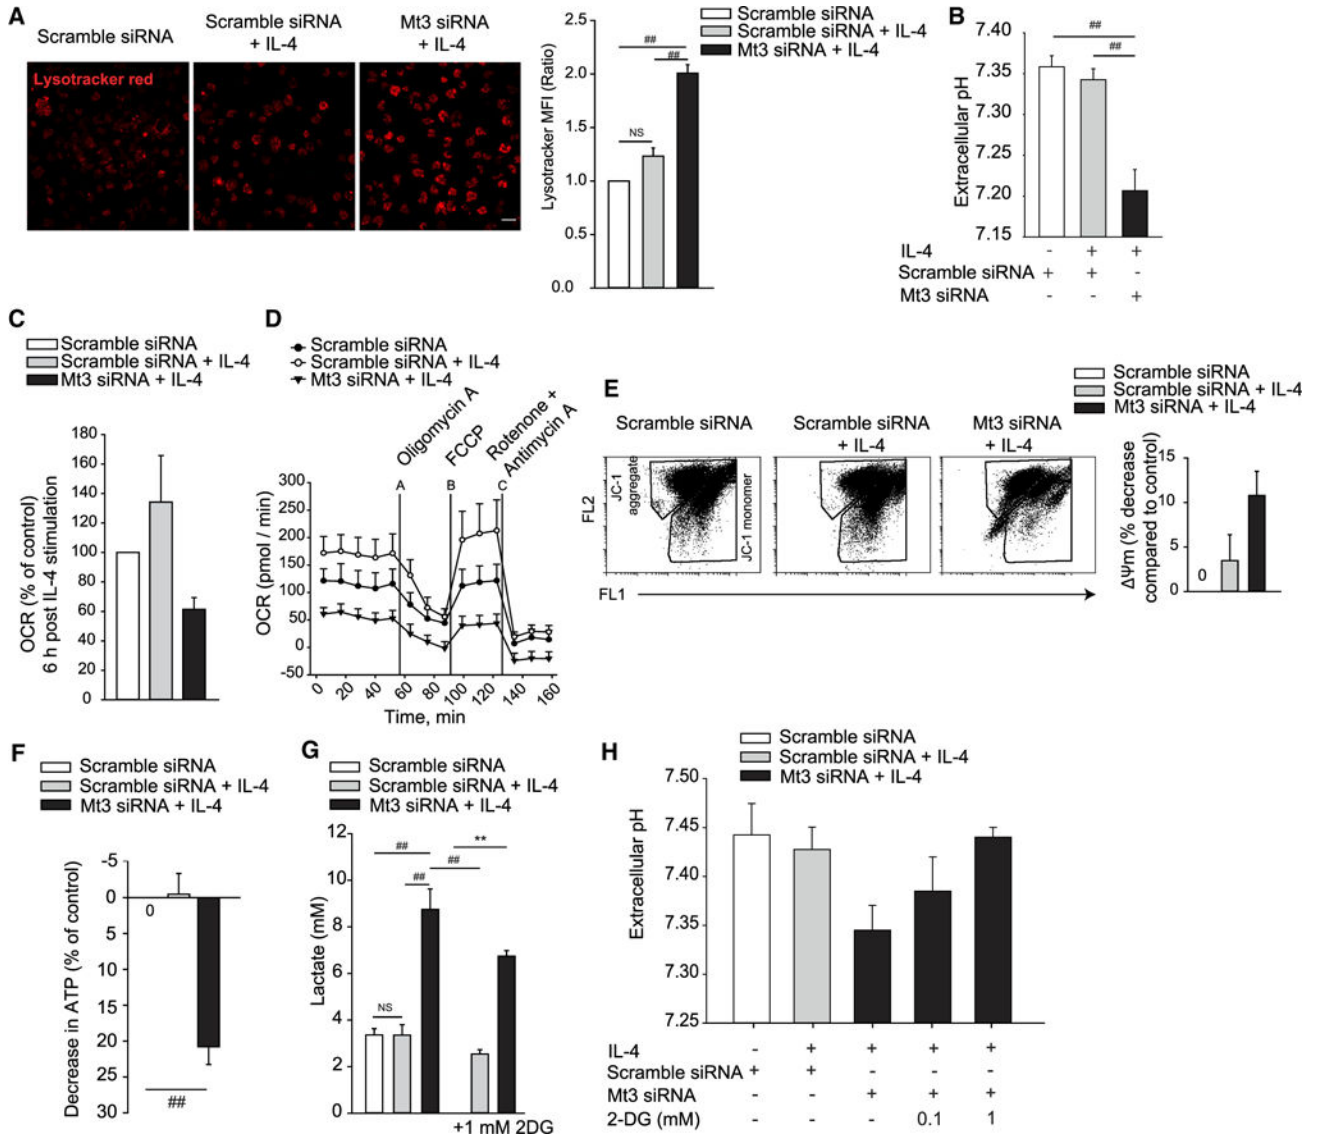 A
Scramble siRNA
Scramble siRNA
+ IL-4
Mt3 siRNA
+ IL-4
Lysotracker red
Lysotracker MFI (Ratio)
2.5
2.0
1.5
1.0
0.5
0.0
##
##
NS
Scramble siRNA
Scramble siRNA + IL-4
Mt3 siRNA + IL-4
B
Extracellular pH
7.40
7.35
7.30
7.25
7.20
7.15
##
##
IL-4 - + +
Scramble siRNA + + -
Mt3 siRNA - - +
C
Scramble siRNA
Scramble siRNA + IL-4
Mt3 siRNA + IL-4
OCR (% of control)
6 h post IL-4 stimulation
180
160
140
120
100
80
60
40
20
0
D
Scramble siRNA
Scramble siRNA + IL-4
Mt3 siRNA + IL-4
Oligomycin A
FCCP
Rotenone +
Antimycin A
A B C
OCR (pmol / min)
300
250
200
150
100
50
0
-50
0 20 40 60 80 100 120 140 160
Time, min
E
Scramble siRNA
Scramble siRNA + IL-4
Mt3 siRNA + IL-4
Scramble siRNA
Scramble siRNA
+ IL-4
Mt3 siRNA
+ IL-4
FL2
JC-1
aggregate
JC-1 monomer
FL1
ΔΨm (% decrease
compared to control)
15
10
5
0
0
F
Scramble siRNA
Scramble siRNA + IL-4
Mt3 siRNA + IL-4
Decrease in ATP (% of control)
-5
0
5
10
15
20
25
30
0
##
G
Scramble siRNA
Scramble siRNA + IL-4
Mt3 siRNA + IL-4
Lactate (mM)
12
10
8
6
4
2
0
## **
##
##
NS
+1 mM 2DG
H
Scramble siRNA
Scramble siRNA + IL-4
Mt3 siRNA + IL-4
Extracellular pH
7.50
7.45
7.40
7.35
7.30
7.25
IL-4 - + + + +
Scramble siRNA + + - - -
Mt3 siRNA - - + + +
2-DG (mM) - - - 0.1 1